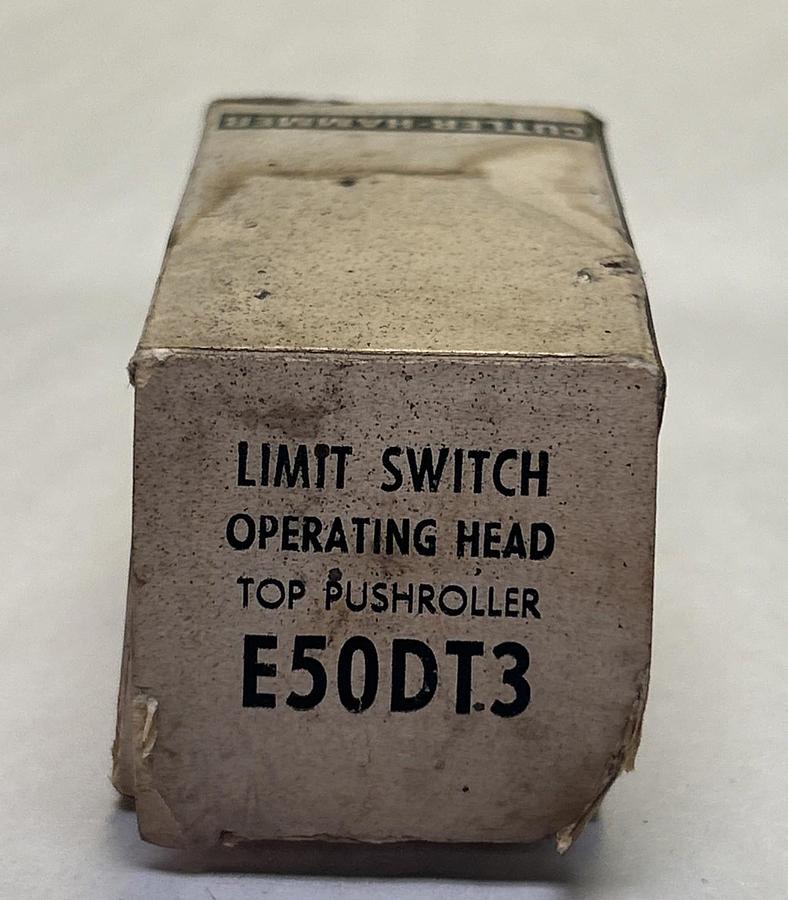 CUTLER-HAMMER
LIMIT SWITCH
OPERATING HEAD
TOP PUSHROLLER
E50DT3